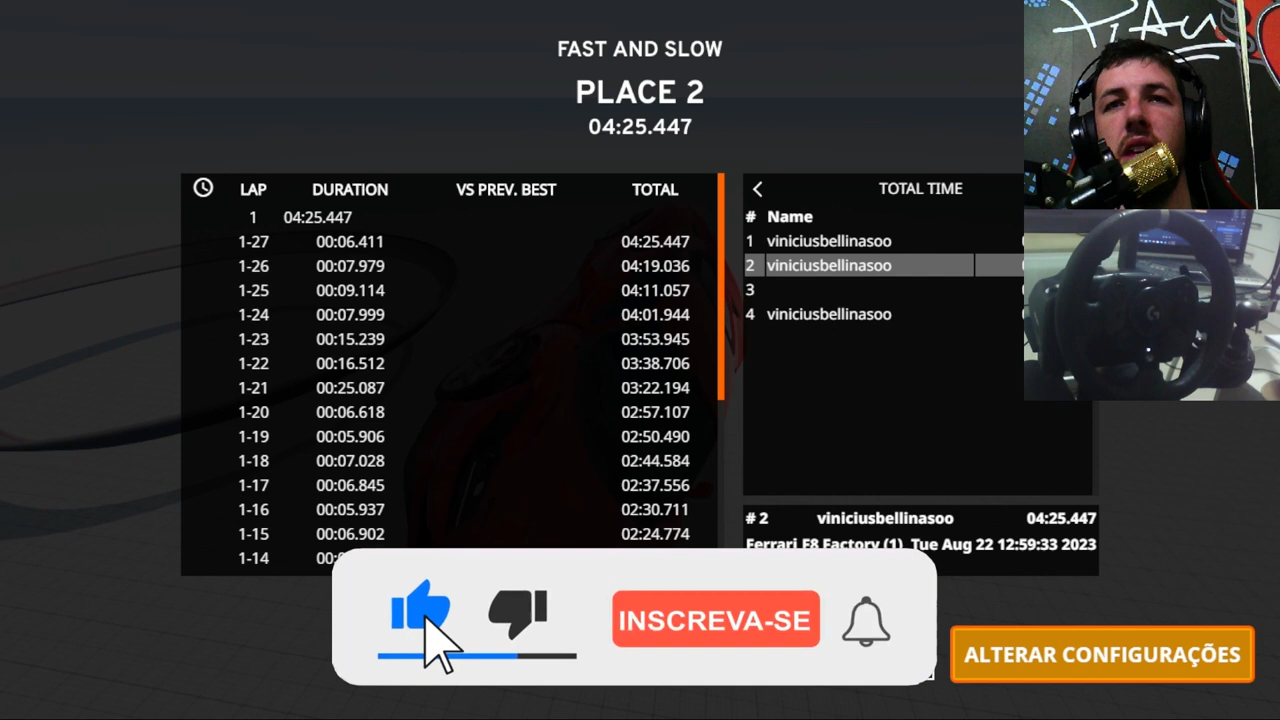 FAST AND SLOW
PLACE 2
04:25.447
LAP DURATION VS PREV. BEST TOTAL
1 04:25.447
1-27 00:06.411 04:25.447
1-26 00:07.979 04:19.036
1-25 00:09.114 04:11.057
1-24 00:07.999 04:01.944
1-23 00:15.239 03:53.945
1-22 00:16.512 03:38.706
1-21 00:25.087 03:22.194
1-20 00:06.618 02:57.107
1-19 00:05.906 02:50.490
1-18 00:07.028 02:44.584
1-17 00:06.845 02:37.556
1-16 00:05.937 02:30.711
1-15 00:06.902 02:24.774
1-14
TOTAL TIME
# Name
1 viniciusbellinasoo
2 viniciusbellinasoo
3
4 viniciusbellinasoo
# 2 viniciusbellinasoo 04:25.447
Ferrari F8 Factory (1), Tue Aug 22 12:59:33 2023
INSCREVA-SE
ALTERAR CONFIGURAÇÕES